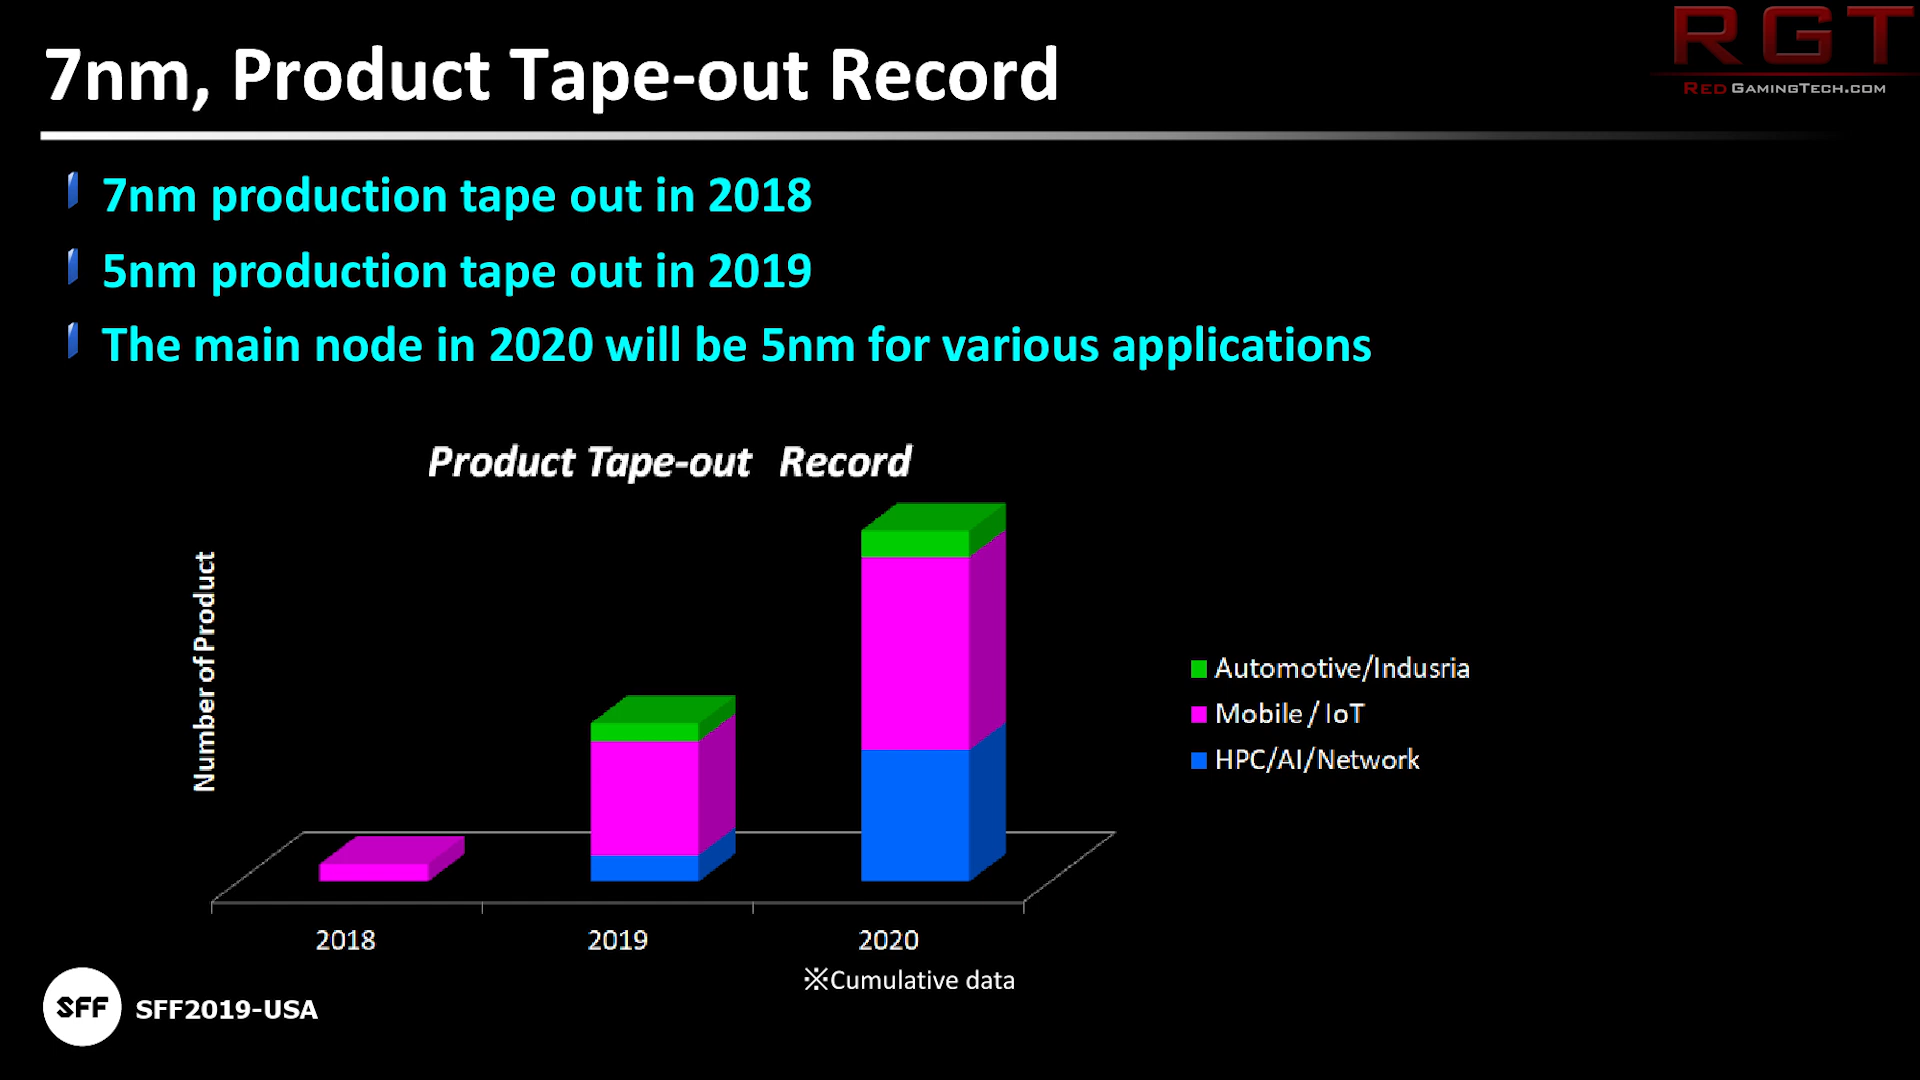 RGT
RED GAMINGTECH.COM
7nm, Product Tape-out Record
7nm production tape out in 2018
5nm production tape out in 2019
The main node in 2020 will be 5nm for various applications
Product Tape-out Record
Number of Product
Automotive/Indusria
Mobile / IoT
HPC/AI/Network
2018
2019
2020
※Cumulative data
SFF
SFF2019-USA